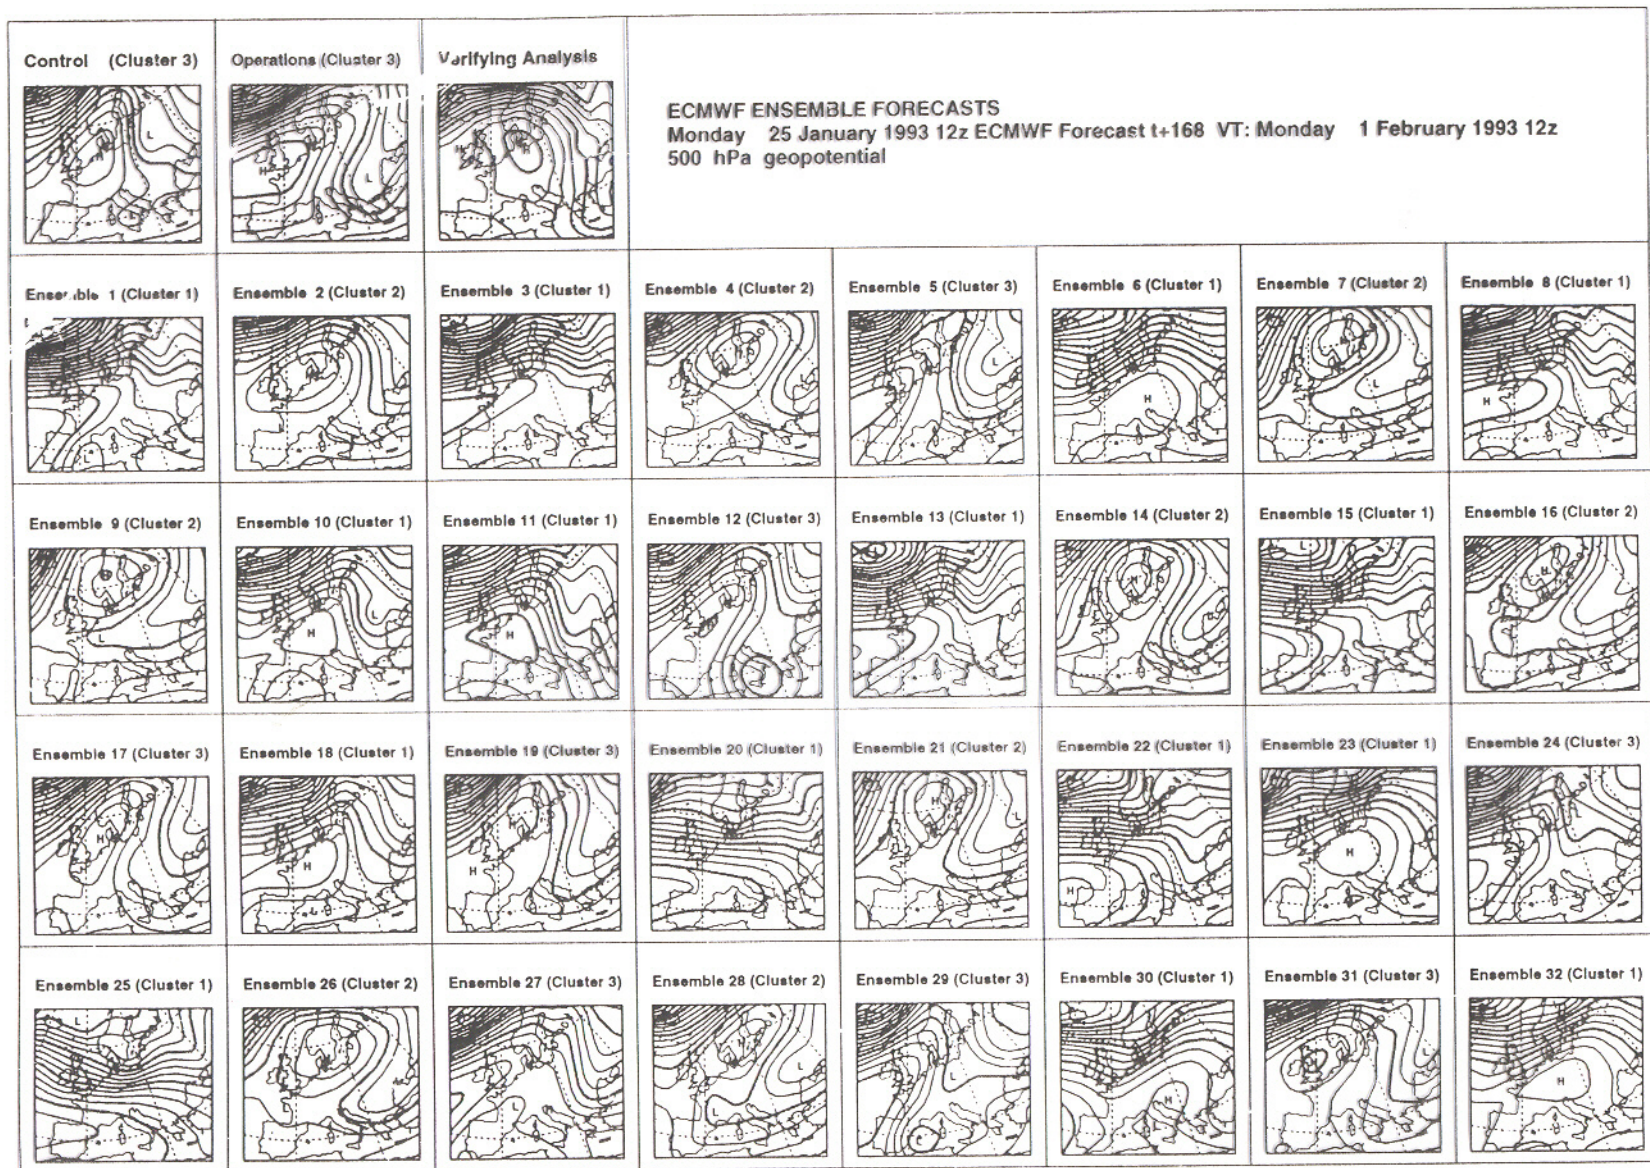 Control (Cluster 3)
Operations (Cluster 3)
Verifying Analysis
ECMWF ENSEMBLE FORECASTS
Monday 25 January 1993 12z ECMWF Forecast t+168 VT: Monday 1 February 1993 12z
500 hPa geopotential
Ensemble 1 (Cluster 1)
Ensemble 2 (Cluster 2)
Ensemble 3 (Cluster 1)
Ensemble 4 (Cluster 2)
Ensemble 5 (Cluster 3)
Ensemble 6 (Cluster 1)
Ensemble 7 (Cluster 2)
Ensemble 8 (Cluster 1)
Ensemble 9 (Cluster 2)
Ensemble 10 (Cluster 1)
Ensemble 11 (Cluster 1)
Ensemble 12 (Cluster 3)
Ensemble 13 (Cluster 1)
Ensemble 14 (Cluster 2)
Ensemble 15 (Cluster 1)
Ensemble 16 (Cluster 2)
Ensemble 17 (Cluster 3)
Ensemble 18 (Cluster 1)
Ensemble 19 (Cluster 3)
Ensemble 20 (Cluster 1)
Ensemble 21 (Cluster 2)
Ensemble 22 (Cluster 1)
Ensemble 23 (Cluster 1)
Ensemble 24 (Cluster 3)
Ensemble 25 (Cluster 1)
Ensemble 26 (Cluster 2)
Ensemble 27 (Cluster 3)
Ensemble 28 (Cluster 2)
Ensemble 29 (Cluster 3)
Ensemble 30 (Cluster 1)
Ensemble 31 (Cluster 3)
Ensemble 32 (Cluster 1)